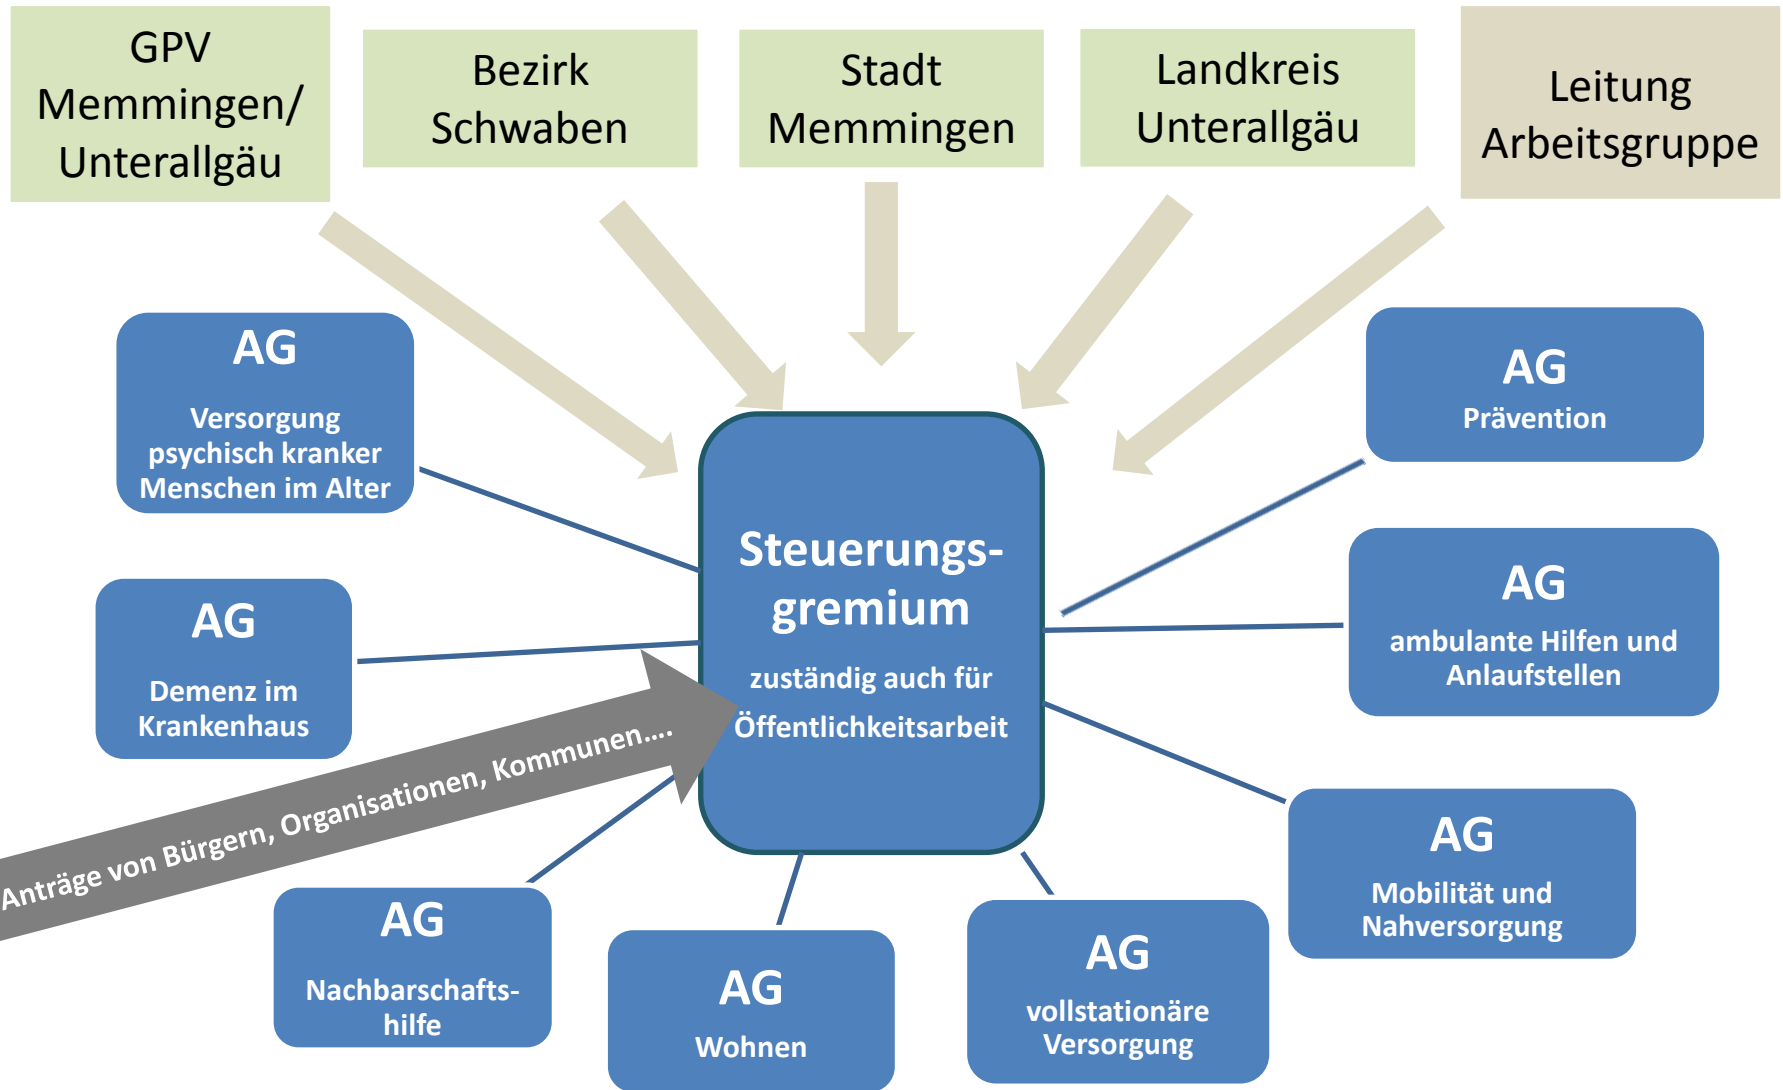 GPV
Memmingen/
Unterallgäu
Bezirk
Schwaben
Stadt
Memmingen
Landkreis
Unterallgäu
Leitung
Arbeitsgruppe
AG
Versorgung
psychisch kranker
Menschen im Alter
AG
Prävention
Steuerungs-
gremium
zuständig auch für
Öffentlichkeitsarbeit
AG
Demenz im
Krankenhaus
AG
ambulante Hilfen und
Anlaufstellen
Anträge von Bürgern, Organisationen, Kommunen....
AG
Mobilität und
Nahversorgung
AG
Nachbarschafts-
hilfe
AG
Wohnen
AG
vollstationäre
Versorgung